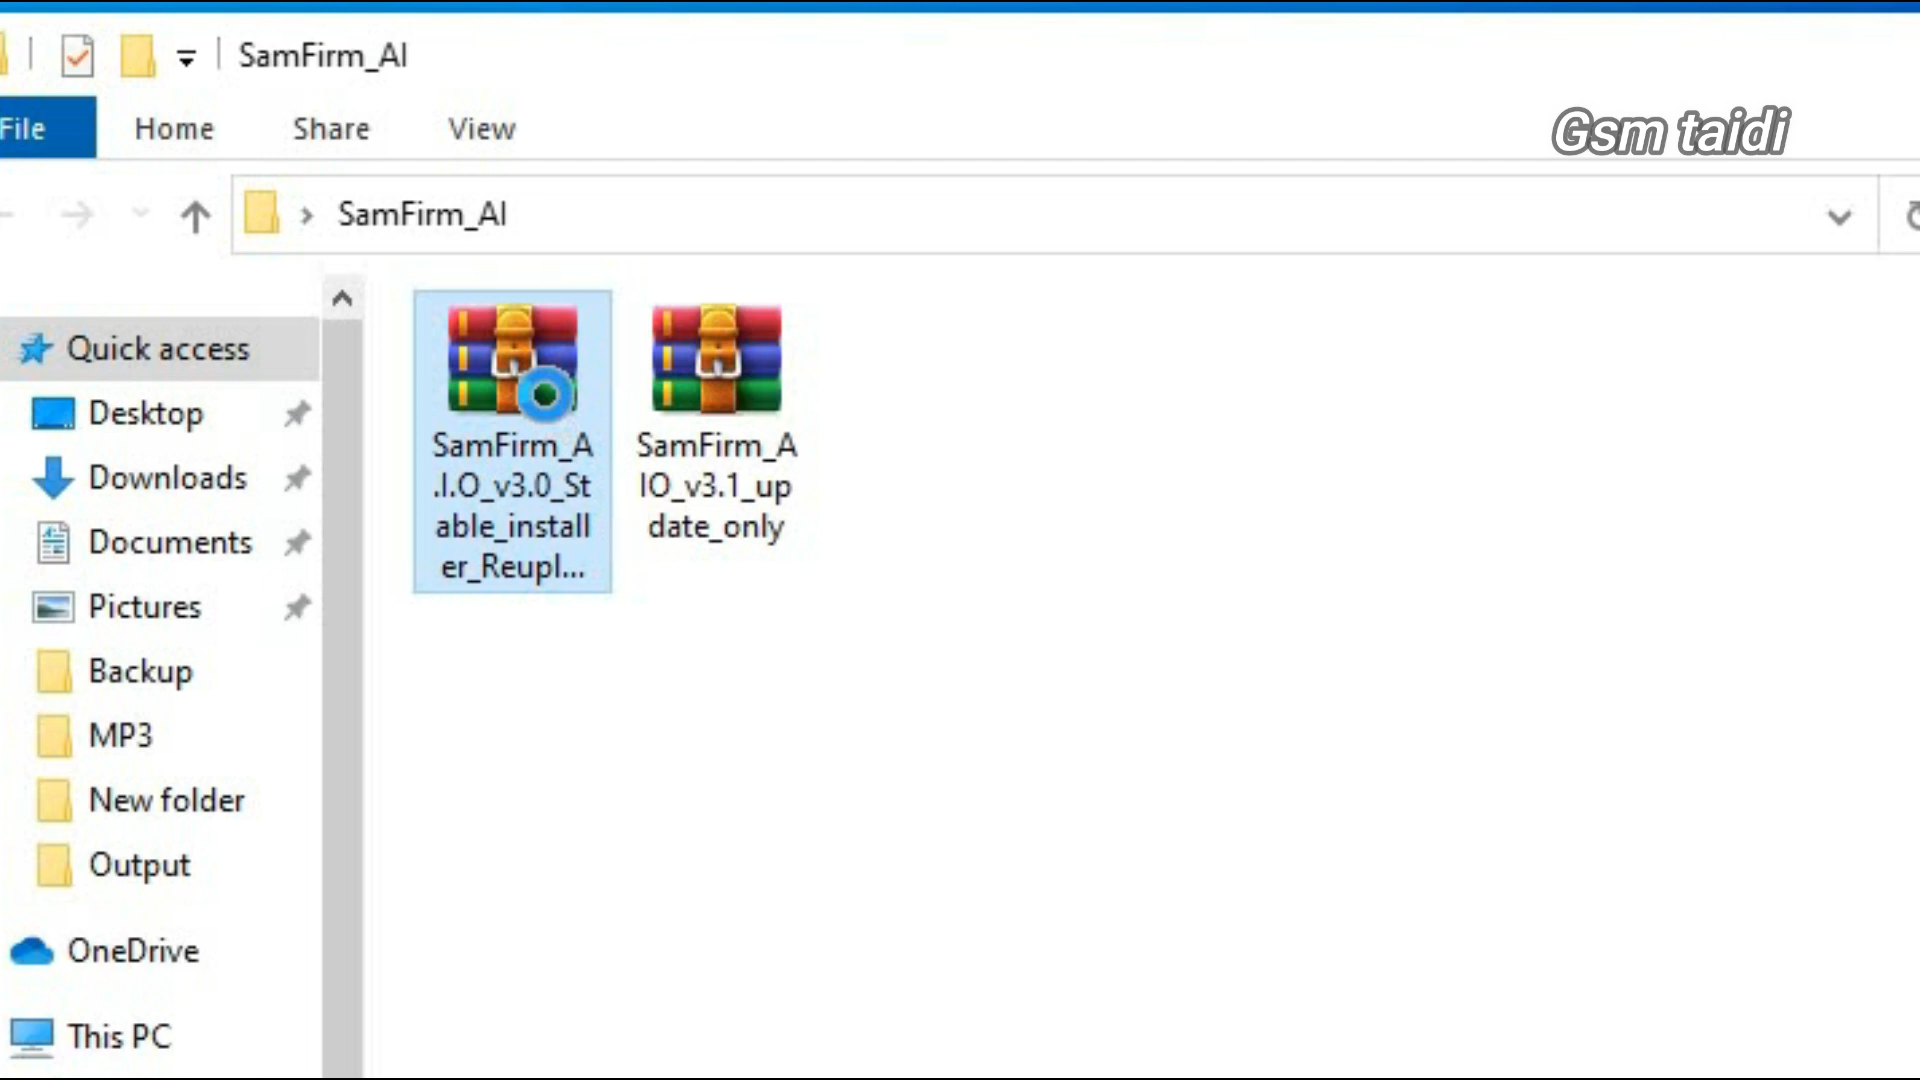 SamFirm_AI
File Home Share View
Gsm taidi
SamFirm_AI
Quick access
Desktop
Downloads
Documents
Pictures
Backup
MP3
New folder
Output
OneDrive
This PC
SamFirm_A
.I.O_v3.0_St
able_install
er_Reupl...
SamFirm_A
IO_v3.1_up
date_only